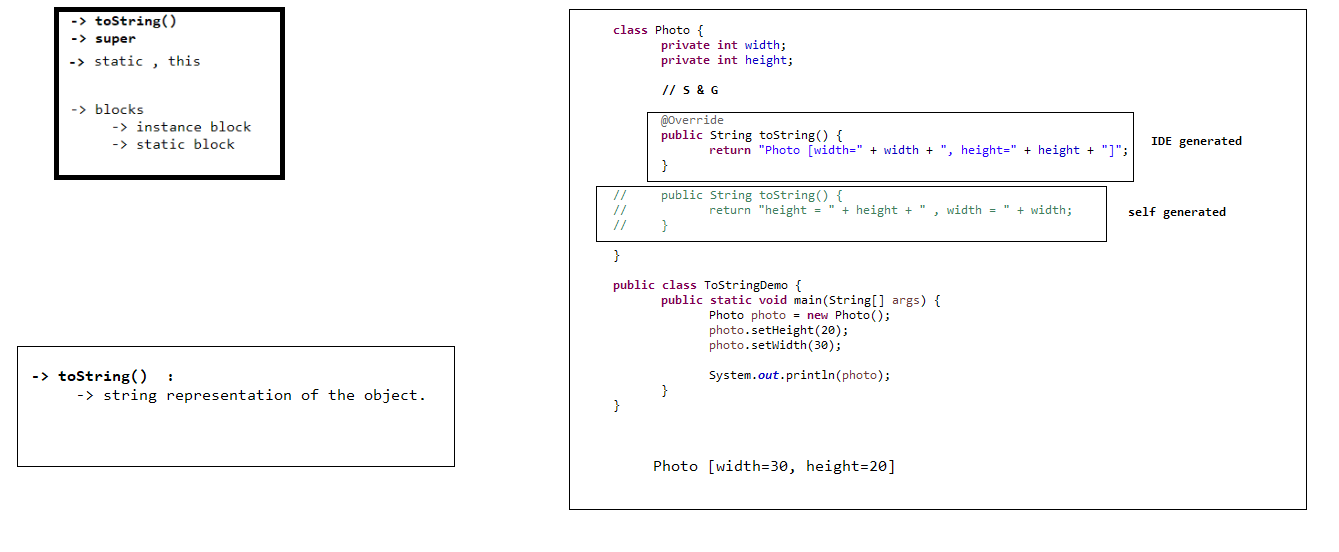 -> toString()
-> super
-> static , this
-> blocks
-> instance block
-> static block
-> toString()  :
-> string representation of the object.
class Photo {
private int width;
private int height;
// S & G
@Override
public String toString() {
return "Photo [width=" + width + ", height=" + height + "]";
}
IDE generated
//     public String toString() {
//           return "height = " + height + " , width = " + width;
//     }
self generated
}
public class ToStringDemo {
public static void main(String[] args) {
Photo photo = new Photo();
photo.setHeight(20);
photo.setWidth(30);
System.out.println(photo);
}
}
Photo [width=30, height=20]